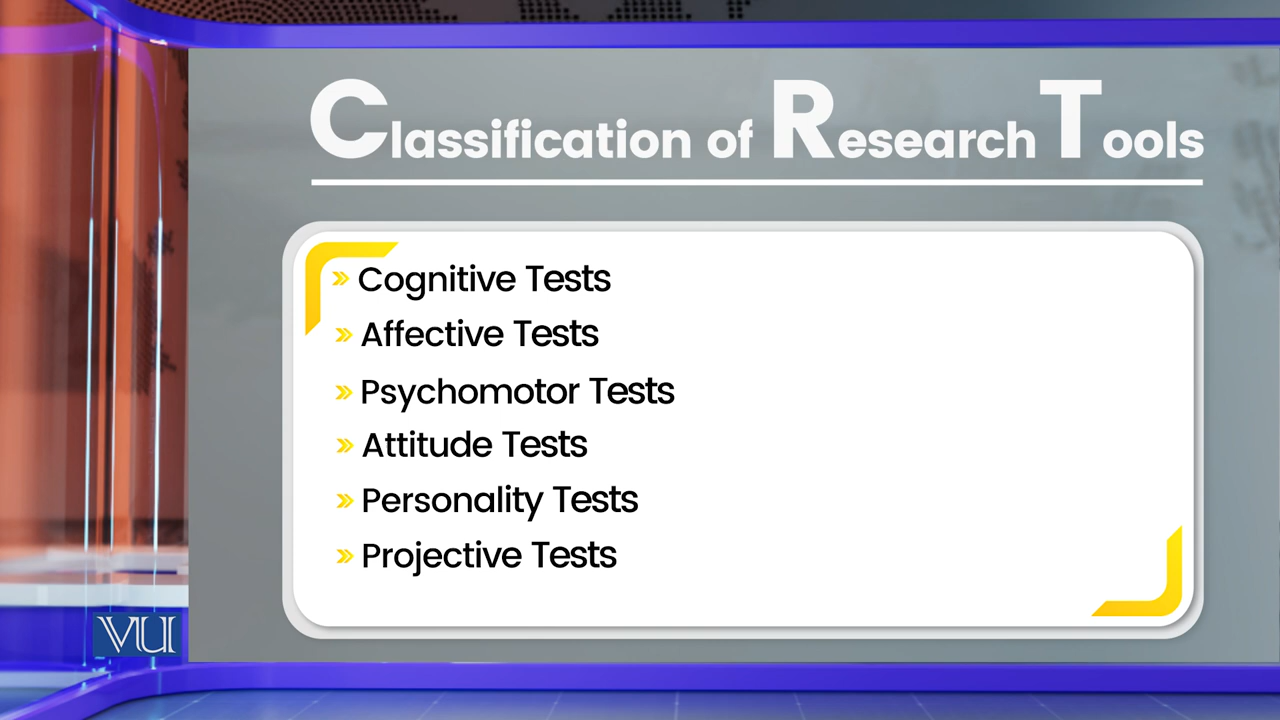 Classification of Research Tools
» Cognitive Tests
» Affective Tests
» Psychomotor Tests
» Attitude Tests
» Personality Tests
» Projective Tests
VU